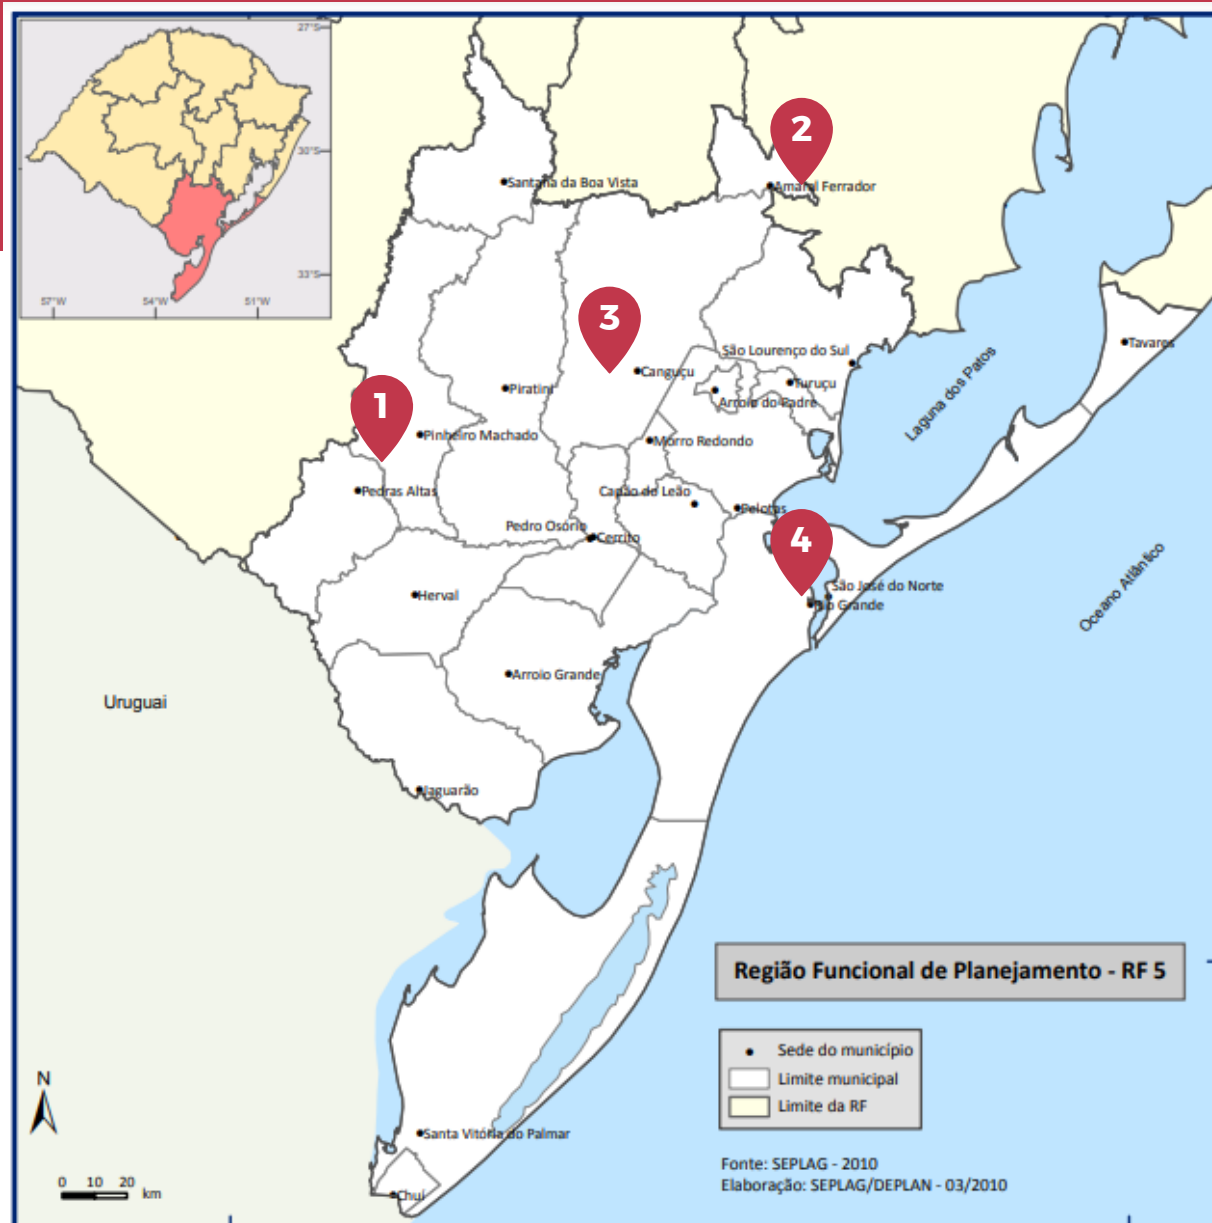 27°S
30°S
33°S
57°W
54°W
51°W
2
Santana da Boa Vista
Amaral Ferrador
3
São Lourenço do Sul
Tavares
Canguçu
Turuçu
Piratini
Arroio do Padre
Laguna dos Patos
1
Pinheiro Machado
Morro Redondo
Pedras Altas
Capão do Leão
Pelotas
Pedro Osório
Cerrito
4
São José do Norte
Rio Grande
Herval
Oceano Atlântico
Arroio Grande
Uruguai
Jaguarão
Região Funcional de Planejamento - RF 5
Sede do município
Limite municipal
Limite da RF
N
Santa Vitória do Palmar
Fonte: SEPLAG - 2010
Elaboração: SEPLAG/DEPLAN - 03/2010
0 10 20 km
Chuí